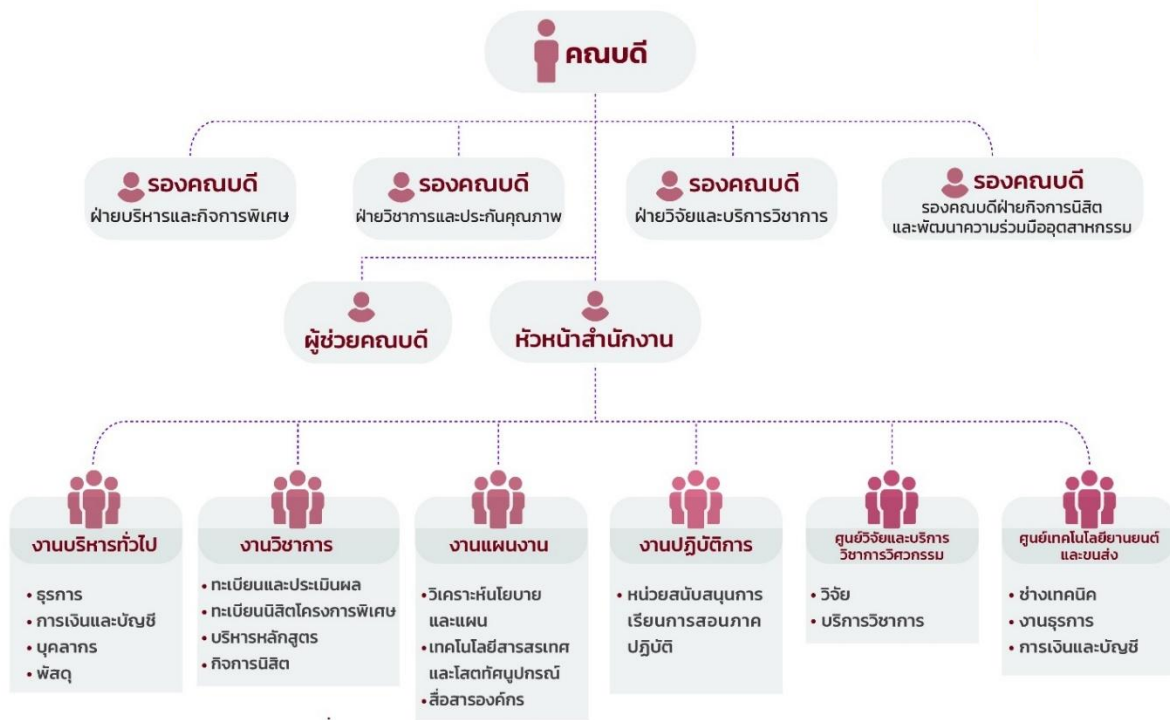 คณบดี
รองคณบดี
ฝ่ายบริหารและกิจการพิเศษ
รองคณบดี
ฝ่ายวิชาการและประกันคุณภาพ
รองคณบดี
ฝ่ายวิจัยและบริการวิชาการ
รองคณบดี
รองคณบดีฝ่ายกิจการนิสิต
และพัฒนาความร่วมมืออุตสาหกรรม
ผู้ช่วยคณบดี
หัวหน้าสำนักงาน
งานบริหารทั่วไป
• ธุรการ
• การเงินและบัญชี
• บุคลากร
• พัสดุ
งานวิชาการ
• ทะเบียนและประเมินผล
• ทะเบียนนิสิตโครงการพิเศษ
• บริหารหลักสูตร
• กิจการนิสิต
งานแผนงาน
• วิเคราะห์นโยบาย
และแผน
• เทคโนโลยีสารสรเทศ
และโสตทัศนูปกรณ์
• สื่อสารองค์กร
งานปฏิบัติการ
• หน่วยสนับสนุนการ
เรียนการสอนภาค
ปฏิบัติ
ศูนย์วิจัยและบริการ
วิชาการวิศวกรรม
• วิจัย
• บริการวิชาการ
ศูนย์เทคโนโลยียานยนต์
และขนส่ง
• ช่างเทคนิค
• งานธุรการ
• การเงินและบัญชี